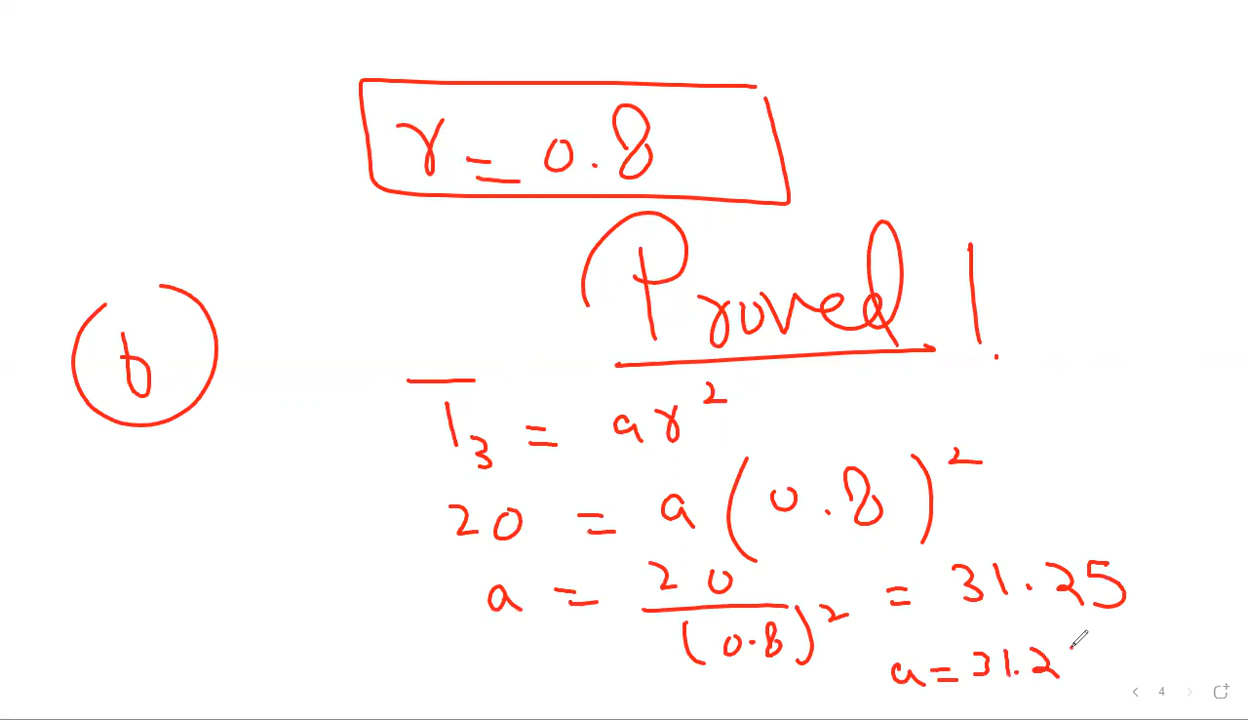 r = 0.8
Proved!
b
T₃ = ar²
20 = a(0.8)²
a = 20/(0.8)² = 31.25
a = 31.2
4